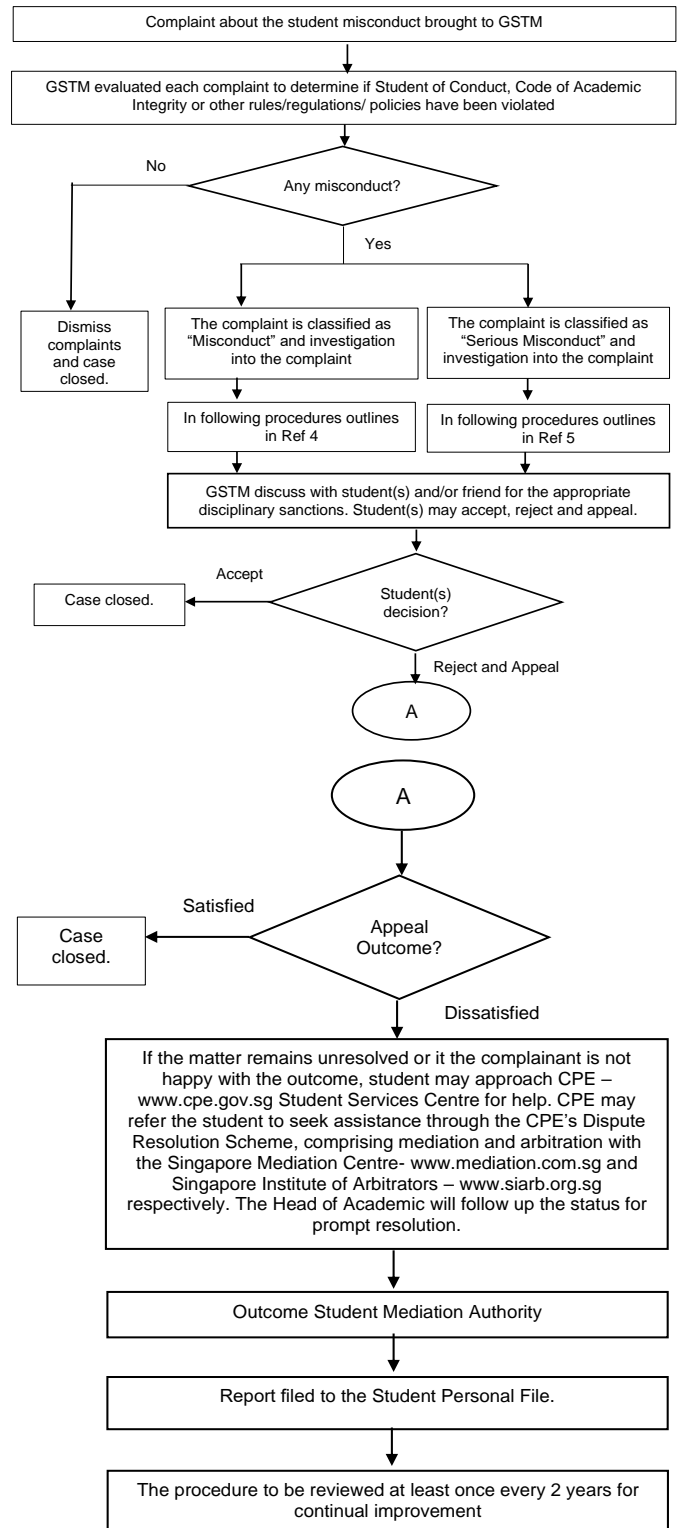 Complaint about the student misconduct brought to GSTM
GSTM evaluated each complaint to determine if Student of Conduct, Code of Academic
Integrity or other rules/regulations/ policies have been violated
No
Any misconduct?
Yes
Dismiss
complaints
and case
closed.
The complaint is classified as
“Misconduct” and investigation
into the complaint
The complaint is classified as
“Serious Misconduct” and
investigation into the complaint
In following procedures outlines
in Ref 4
In following procedures outlines
in Ref 5
GSTM discuss with student(s) and/or friend for the appropriate
disciplinary sanctions. Student(s) may accept, reject and appeal.
Accept
Case closed.
Student(s)
decision?
Reject and Appeal
A
A
Satisfied
Case
closed.
Appeal
Outcome?
Dissatisfied
If the matter remains unresolved or it the complainant is not
happy with the outcome, student may approach CPE –
www.cpe.gov.sg Student Services Centre for help. CPE may
refer the student to seek assistance through the CPE’s Dispute
Resolution Scheme, comprising mediation and arbitration with
the Singapore Mediation Centre- www.mediation.com.sg and
Singapore Institute of Arbitrators – www.siarb.org.sg
respectively. The Head of Academic will follow up the status for
prompt resolution.
Outcome Student Mediation Authority
Report filed to the Student Personal File.
The procedure to be reviewed at least once every 2 years for
continual improvement